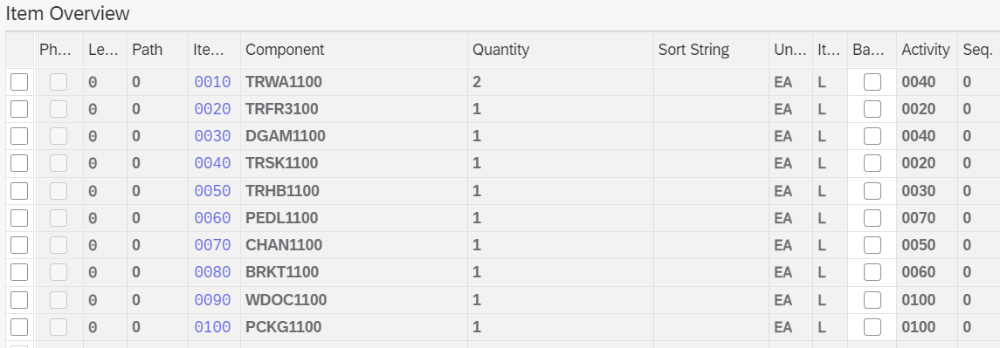 Item Overview
Ph... Le... Path Ite... Component Quantity Sort String Un... It... Ba... Activity Seq.
0 0 0010 TRWA1100 2 EA L 0040 0
0 0 0020 TRFR3100 1 EA L 0020 0
0 0 0030 DGAM1100 1 EA L 0040 0
0 0 0040 TRSK1100 1 EA L 0020 0
0 0 0050 TRHB1100 1 EA L 0030 0
0 0 0060 PEDL1100 1 EA L 0070 0
0 0 0070 CHAN1100 1 EA L 0050 0
0 0 0080 BRKT1100 1 EA L 0060 0
0 0 0090 WDOC1100 1 EA L 0100 0
0 0 0100 PCKG1100 1 EA L 0100 0